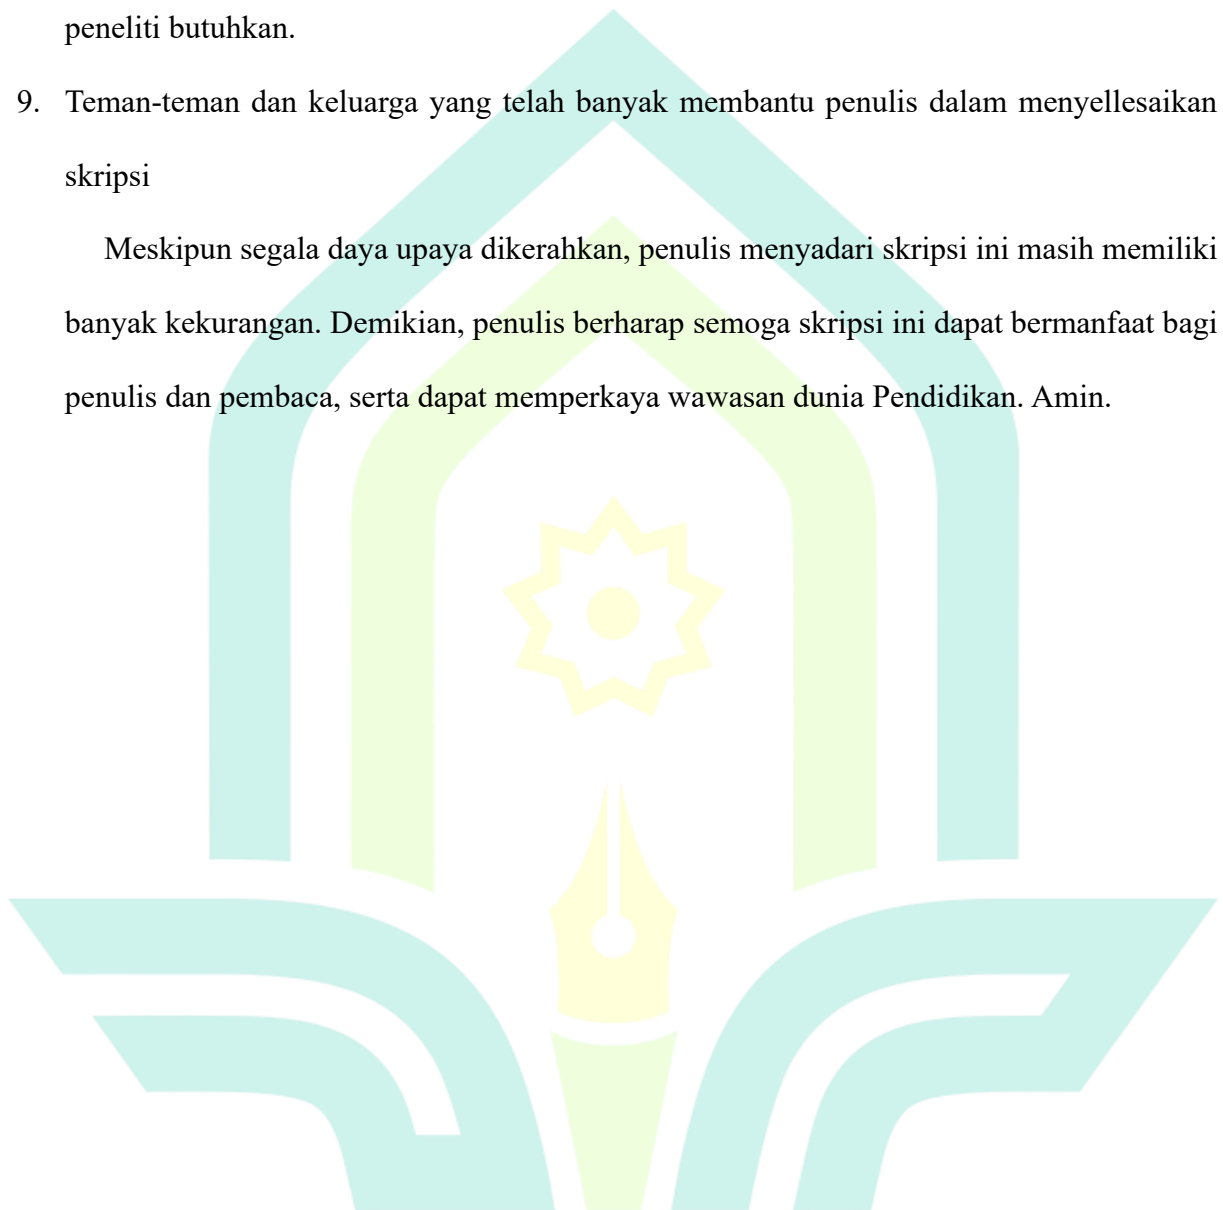 peneliti butuhkan.
9. Teman-teman dan keluarga yang telah banyak membantu penulis dalam menyellesaikan
skripsi
Meskipun segala daya upaya dikerahkan, penulis menyadari skripsi ini masih memiliki
banyak kekurangan. Demikian, penulis berharap semoga skripsi ini dapat bermanfaat bagi
penulis dan pembaca, serta dapat memperkaya wawasan dunia Pendidikan. Amin.